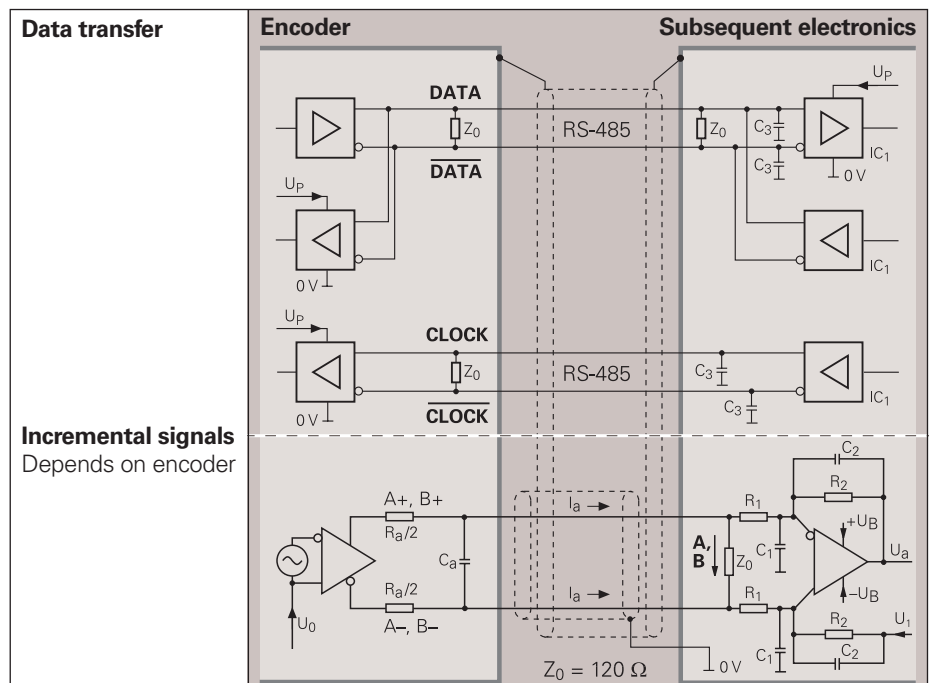 Data transfer
Encoder
Subsequent electronics
DATA
Z₀
RS-485
Z₀
C₃
Uₚ
IC₁
DATA
C₃
0 V
Uₚ
0 V
IC₁
Uₚ
CLOCK
Z₀
RS-485
C₃
0 V
CLOCK
C₃
IC₁
Incremental signals
Depends on encoder
C₂
R₂
A+, B+
Rₐ/2
Iₐ
R₁
+U_B
Cₐ
A,
B
Z₀
C₁
Uₐ
Rₐ/2
A–, B–
Iₐ
R₁
–U_B
U₀
C₁
R₂
U₁
C₂
Z₀ = 120 Ω
0 V